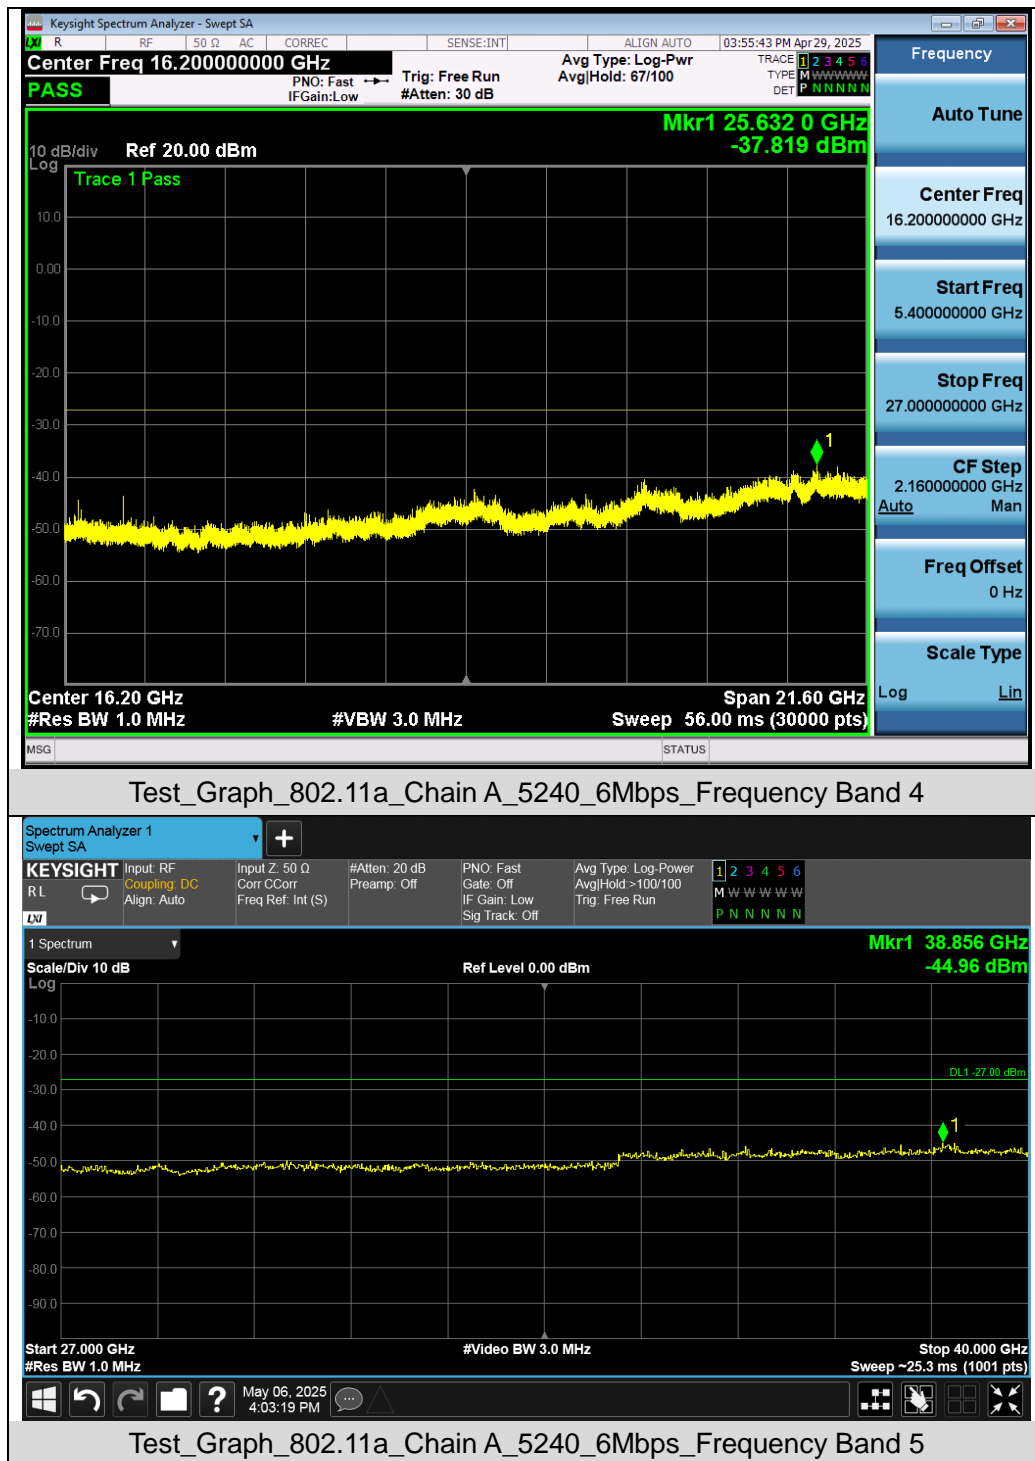 Keysight Spectrum Analyzer - Swept SA
LXI R RF 50 Ω AC CORREC SENSE:INT ALIGN AUTO 03:55:43 PM Apr 29, 2025
Center Freq 16.200000000 GHz
PASS
PNO: Fast
IFGain:Low
Trig: Free Run
#Atten: 30 dB
Avg Type: Log-Pwr
Avg|Hold: 67/100
TRACE 1 2 3 4 5 6
TYPE M WWWWW
DET P N N N N N
Mkr1 25.632 0 GHz
-37.819 dBm
10 dB/div Ref 20.00 dBm
Log
Trace 1 Pass
10.0
0.00
-10.0
-20.0
-30.0
1
-40.0
-50.0
-60.0
-70.0
Center 16.20 GHz Span 21.60 GHz
#Res BW 1.0 MHz #VBW 3.0 MHz Sweep 56.00 ms (30000 pts)
MSG STATUS
Frequency
Auto Tune
Center Freq
16.200000000 GHz
Start Freq
5.400000000 GHz
Stop Freq
27.000000000 GHz
CF Step
2.160000000 GHz
Auto Man
Freq Offset
0 Hz
Scale Type
Log Lin
Test_Graph_802.11a_Chain A_5240_6Mbps_Frequency Band 4
Spectrum Analyzer 1
Swept SA
+
KEYSIGHT
RL
LXI
Input: RF
Coupling: DC
Align: Auto
Input Z: 50 Ω
Corr CCorr
Freq Ref: Int (S)
#Atten: 20 dB
Preamp: Off
PNO: Fast
Gate: Off
IF Gain: Low
Sig Track: Off
Avg Type: Log-Power
Avg|Hold:>100/100
Trig: Free Run
1 2 3 4 5 6
M W W W W W
P N N N N N
1 Spectrum
Mkr1 38.856 GHz
-44.96 dBm
Scale/Div 10 dB Ref Level 0.00 dBm
Log
-10.0
-20.0
DL1 -27.00 dBm
-30.0
-40.0
1
-50.0
-60.0
-70.0
-80.0
-90.0
Start 27.000 GHz #Video BW 3.0 MHz Stop 40.000 GHz
#Res BW 1.0 MHz Sweep ~25.3 ms (1001 pts)
?
May 06, 2025
4:03:19 PM
Test_Graph_802.11a_Chain A_5240_6Mbps_Frequency Band 5